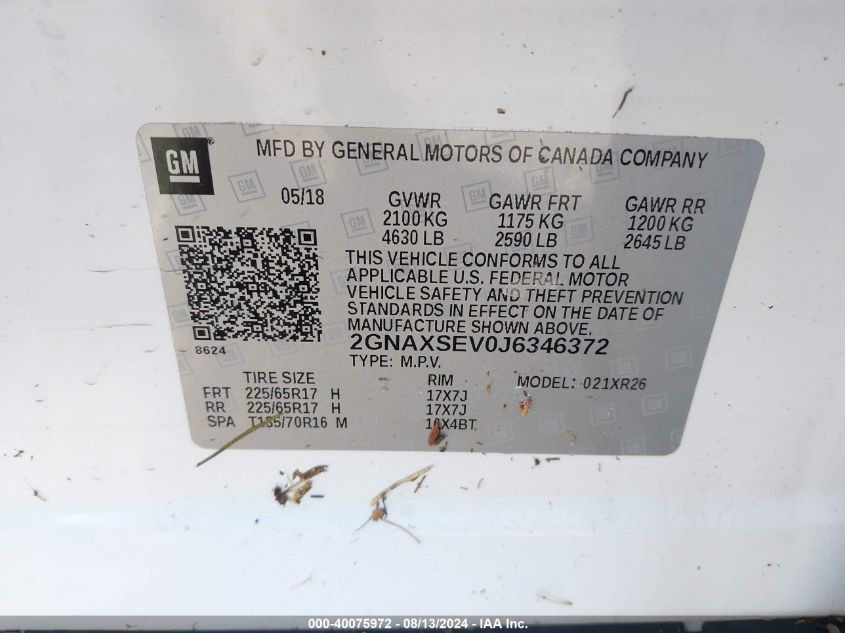 GM
MFD BY GENERAL MOTORS OF CANADA COMPANY
05/18 GVWR GAWR FRT GAWR RR
2100 KG 1175 KG 1200 KG
4630 LB 2590 LB 2645 LB
THIS VEHICLE CONFORMS TO ALL
APPLICABLE U.S. FEDERAL MOTOR
VEHICLE SAFETY AND THEFT PREVENTION
STANDARDS IN EFFECT ON THE DATE OF
MANUFACTURE SHOWN ABOVE.
8624 2GNAXSEV0J6346372
TYPE: M.P.V.
TIRE SIZE RIM MODEL: 021XR26
FRT 225/65R17 H 17X7J
RR 225/65R17 H 17X7J
SPA T135/70R16 M 16X4BT
000-40075972 - 08/13/2024 - IAA Inc.